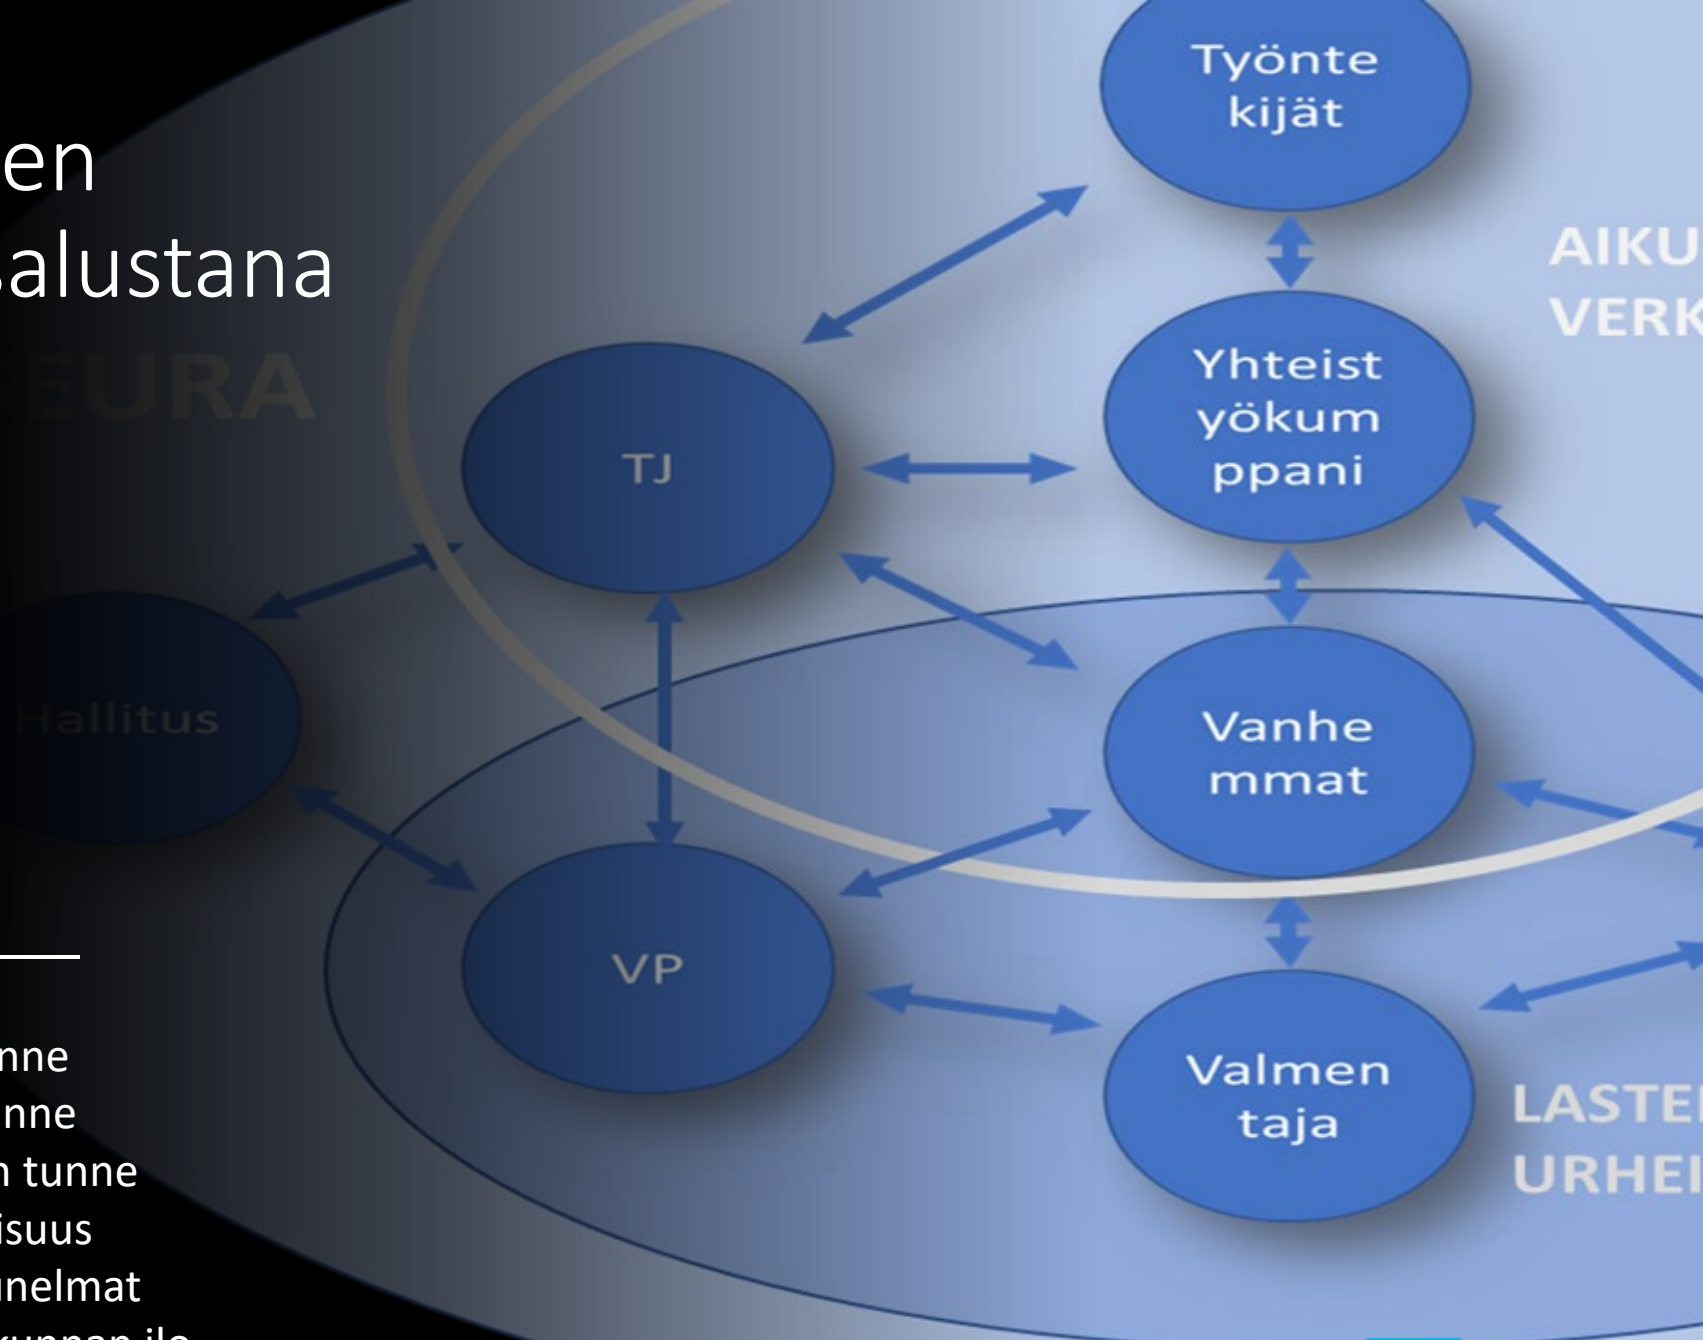 en
alustana
EURA
Työnte
kijät
AIKU
VERK
Yhteist
yökum
ppani
TJ
Hallitus
Vanhe
mmat
VP
Valmen
taja
LASTE
URHEI
nne
nne
n tunne
isuus
nelmat